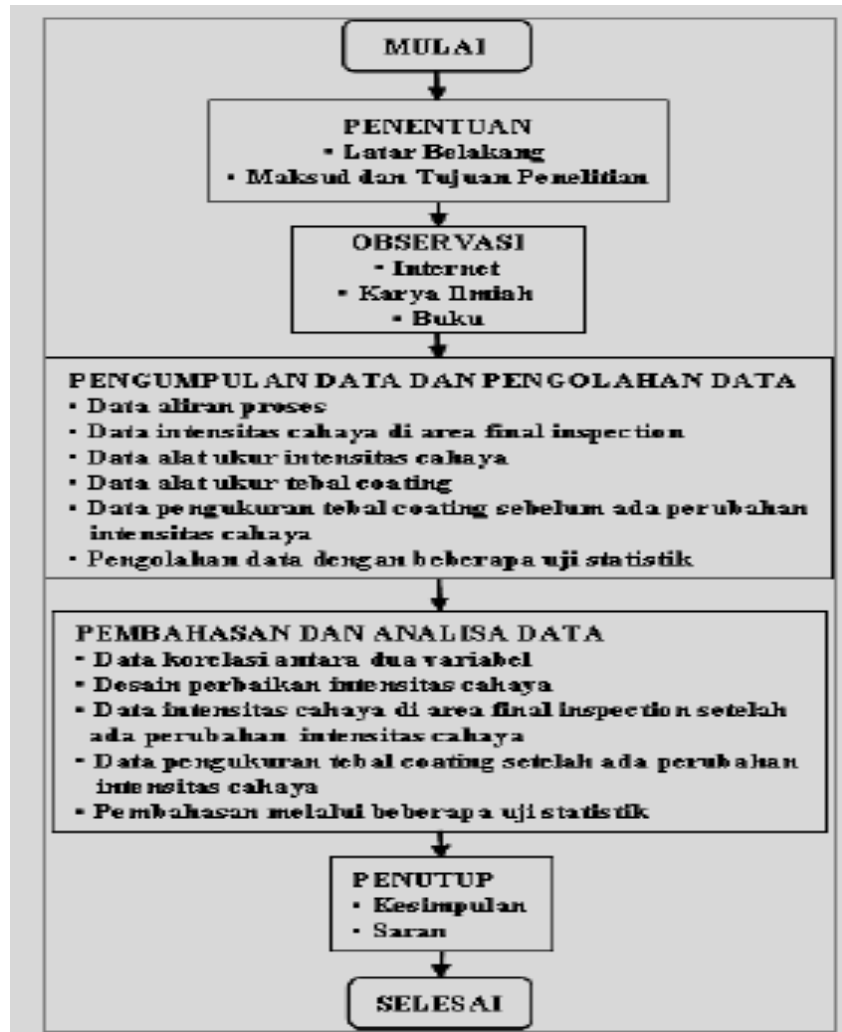 MULAI
PENENTUAN
▪ Latar Belakang
▪ Maksud dan Tujuan Penelitian
OBSERVASI
▪ Internet
▪ Karya Ilmiah
▪ Buku
PENGUMPULAN DATA DAN PENGOLAHAN DATA
▪ Data aliran proses
▪ Data intensitas cahaya di area final inspection
▪ Data alat ukur intensitas cahaya
▪ Data alat ukur tebal coating
▪ Data pengukuran tebal coating sebelum ada perubahan
intensitas cahaya
▪ Pengolahan data dengan beberapa uji statistik
PEMBAHASAN DAN ANALISA DATA
▪ Data korelasi antara dua variabel
▪ Desain perbaikan intensitas cahaya
▪ Data intensitas cahaya di area final inspection setelah
ada perubahan intensitas cahaya
▪ Data pengukuran tebal coating setelah ada perubahan
intensitas cahaya
▪ Pembahasan melalui beberapa uji statistik
PENUTUP
▪ Kesimpulan
▪ Saran
SELESAI